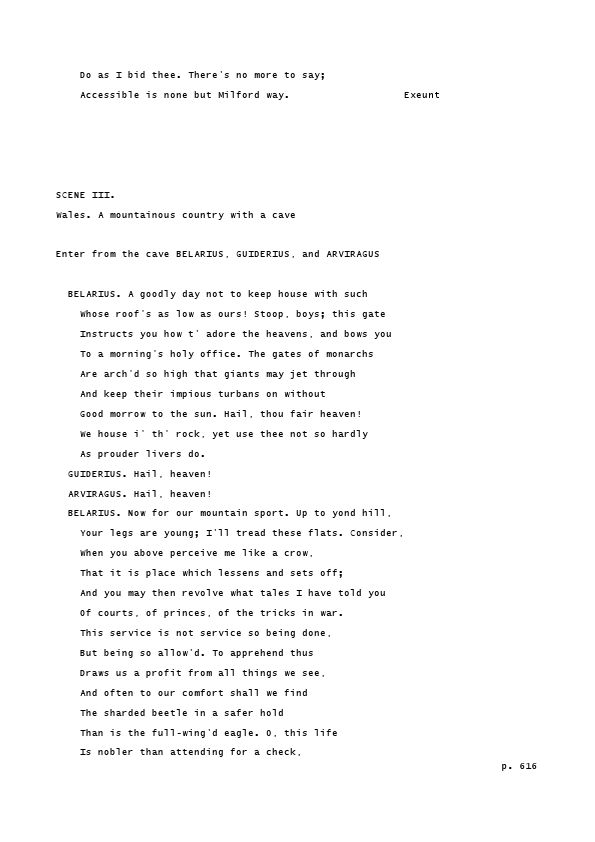 Do as I bid thee. There's no more to say;
Accessible is none but Milford way. Exeunt
SCENE III.
Wales. A mountainous country with a cave
Enter from the cave BELARIUS, GUIDERIUS, and ARVIRAGUS
BELARIUS. A goodly day not to keep house with such
Whose roof's as low as ours! Stoop, boys; this gate
Instructs you how t' adore the heavens, and bows you
To a morning's holy office. The gates of monarchs
Are arch'd so high that giants may jet through
And keep their impious turbans on without
Good morrow to the sun. Hail, thou fair heaven!
We house i' th' rock, yet use thee not so hardly
As prouder livers do.
GUIDERIUS. Hail, heaven!
ARVIRAGUS. Hail, heaven!
BELARIUS. Now for our mountain sport. Up to yond hill,
Your legs are young; I'll tread these flats. Consider,
When you above perceive me like a crow,
That it is place which lessens and sets off;
And you may then revolve what tales I have told you
Of courts, of princes, of the tricks in war.
This service is not service so being done,
But being so allow'd. To apprehend thus
Draws us a profit from all things we see,
And often to our comfort shall we find
The sharded beetle in a safer hold
Than is the full-wing'd eagle. O, this life
Is nobler than attending for a check,
p. 616